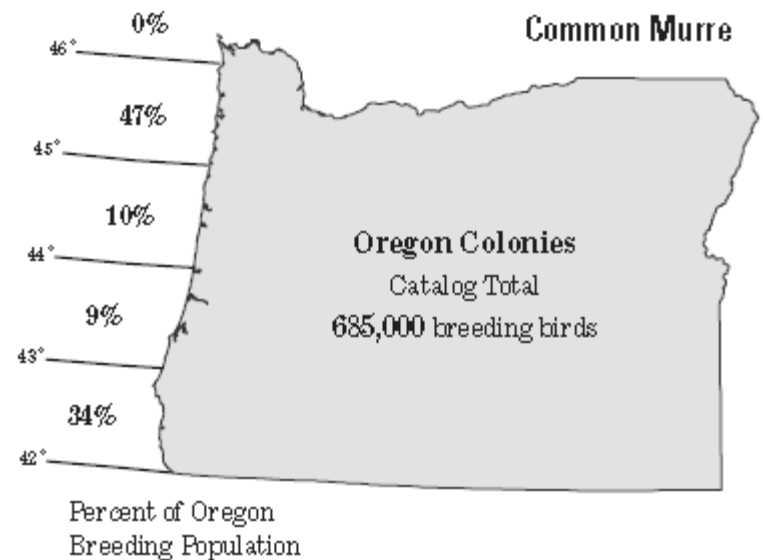 0%
Common Murre
46°
47%
45°
10%
Oregon Colonies
44°
Catalog Total
9%
685,000 breeding birds
43°
34%
42°
Percent of Oregon
Breeding Population